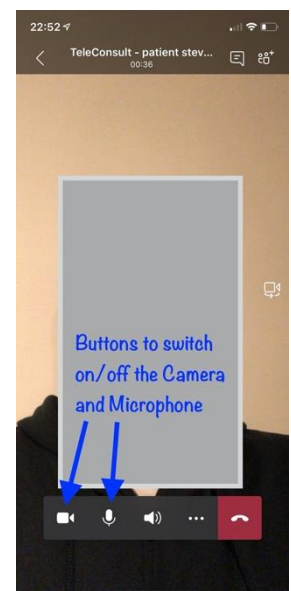 22:52
TeleConsult - patient stev...
00:36
Buttons to switch
on/off the Camera
and Microphone